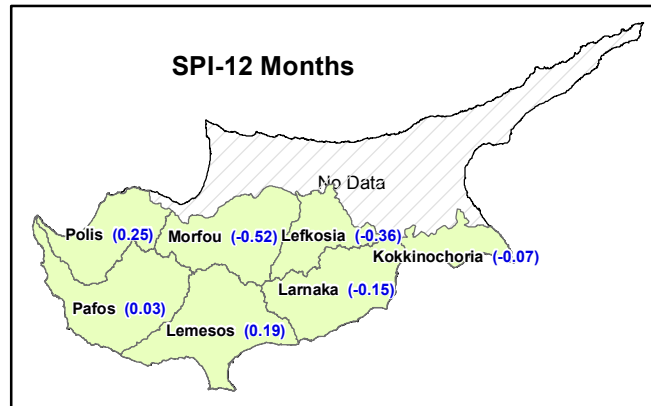 SPI-12 Months
No Data
Polis (0.25)
Morfou (-0.52)
Lefkosia (-0.36)
Kokkinochoria (-0.07)
Larnaka (-0.15)
Pafos (0.03)
Lemesos (0.19)